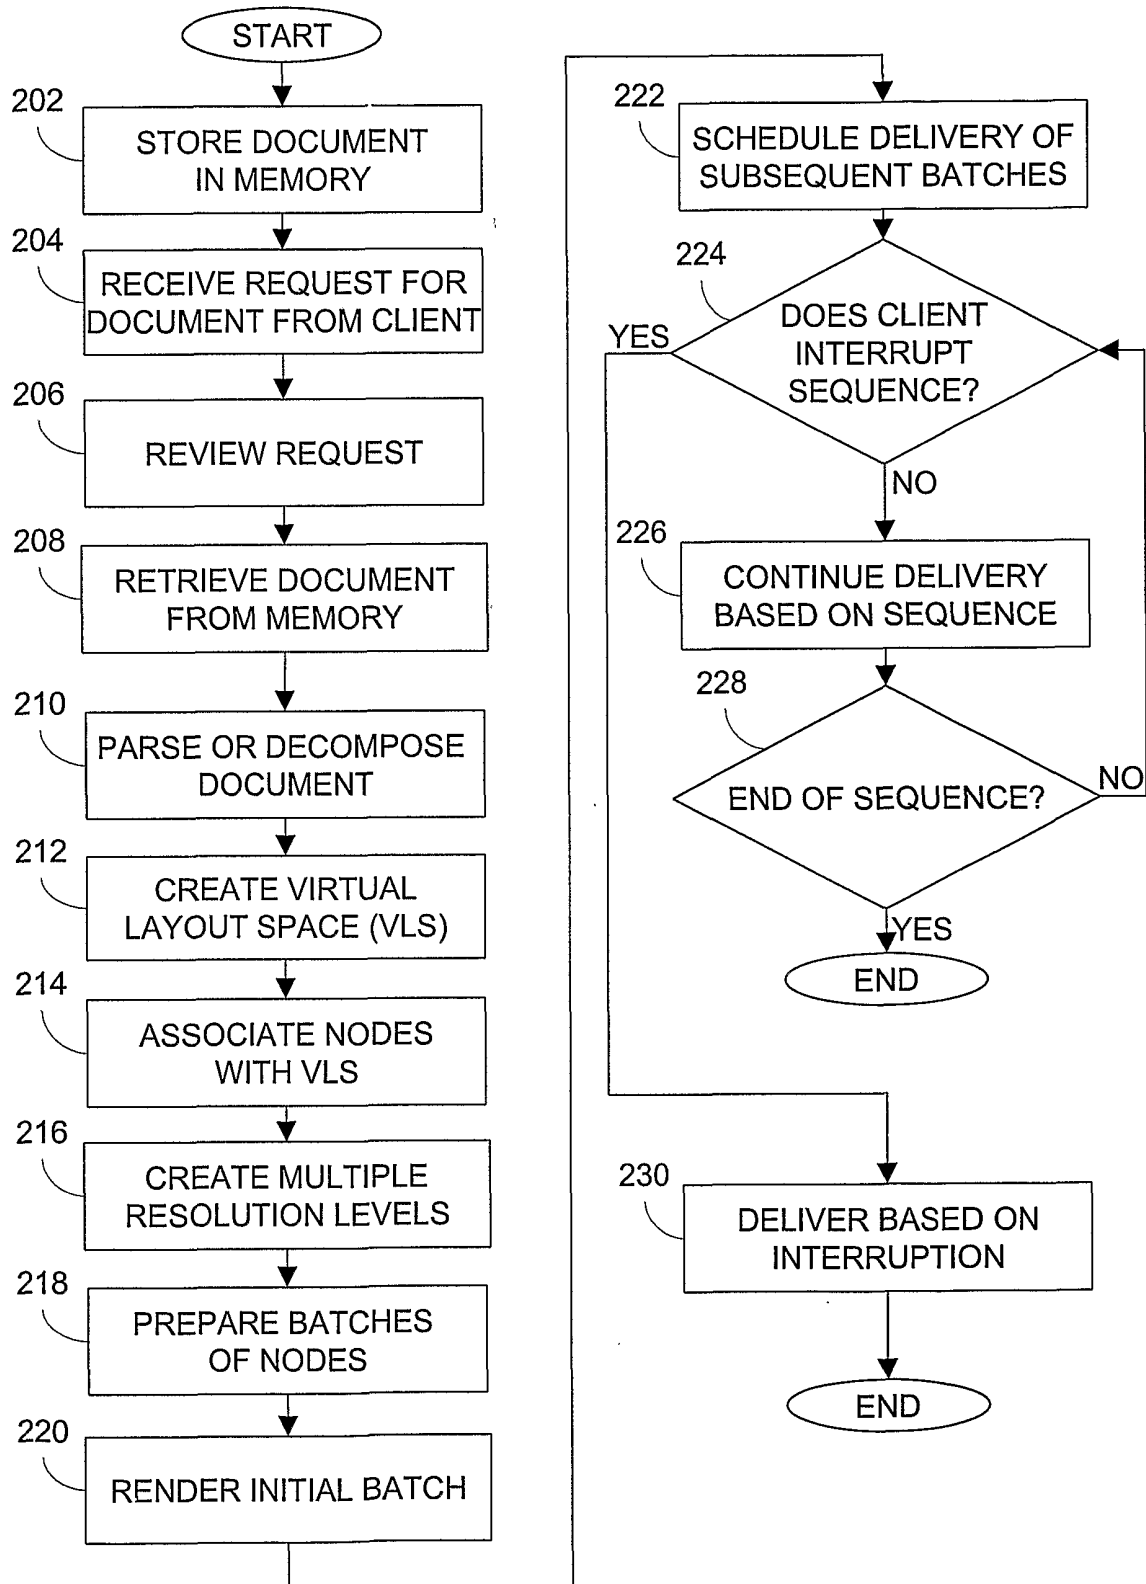 START
202
STORE DOCUMENT
IN MEMORY
204
RECEIVE REQUEST FOR
DOCUMENT FROM CLIENT
206
REVIEW REQUEST
208
RETRIEVE DOCUMENT
FROM MEMORY
210
PARSE OR DECOMPOSE
DOCUMENT
212
CREATE VIRTUAL
LAYOUT SPACE (VLS)
214
ASSOCIATE NODES
WITH VLS
216
CREATE MULTIPLE
RESOLUTION LEVELS
218
PREPARE BATCHES
OF NODES
220
RENDER INITIAL BATCH
222
SCHEDULE DELIVERY OF
SUBSEQUENT BATCHES
224
DOES CLIENT
INTERRUPT
SEQUENCE?
YES
NO
226
CONTINUE DELIVERY
BASED ON SEQUENCE
228
END OF SEQUENCE?
NO
YES
END
230
DELIVER BASED ON
INTERRUPTION
END